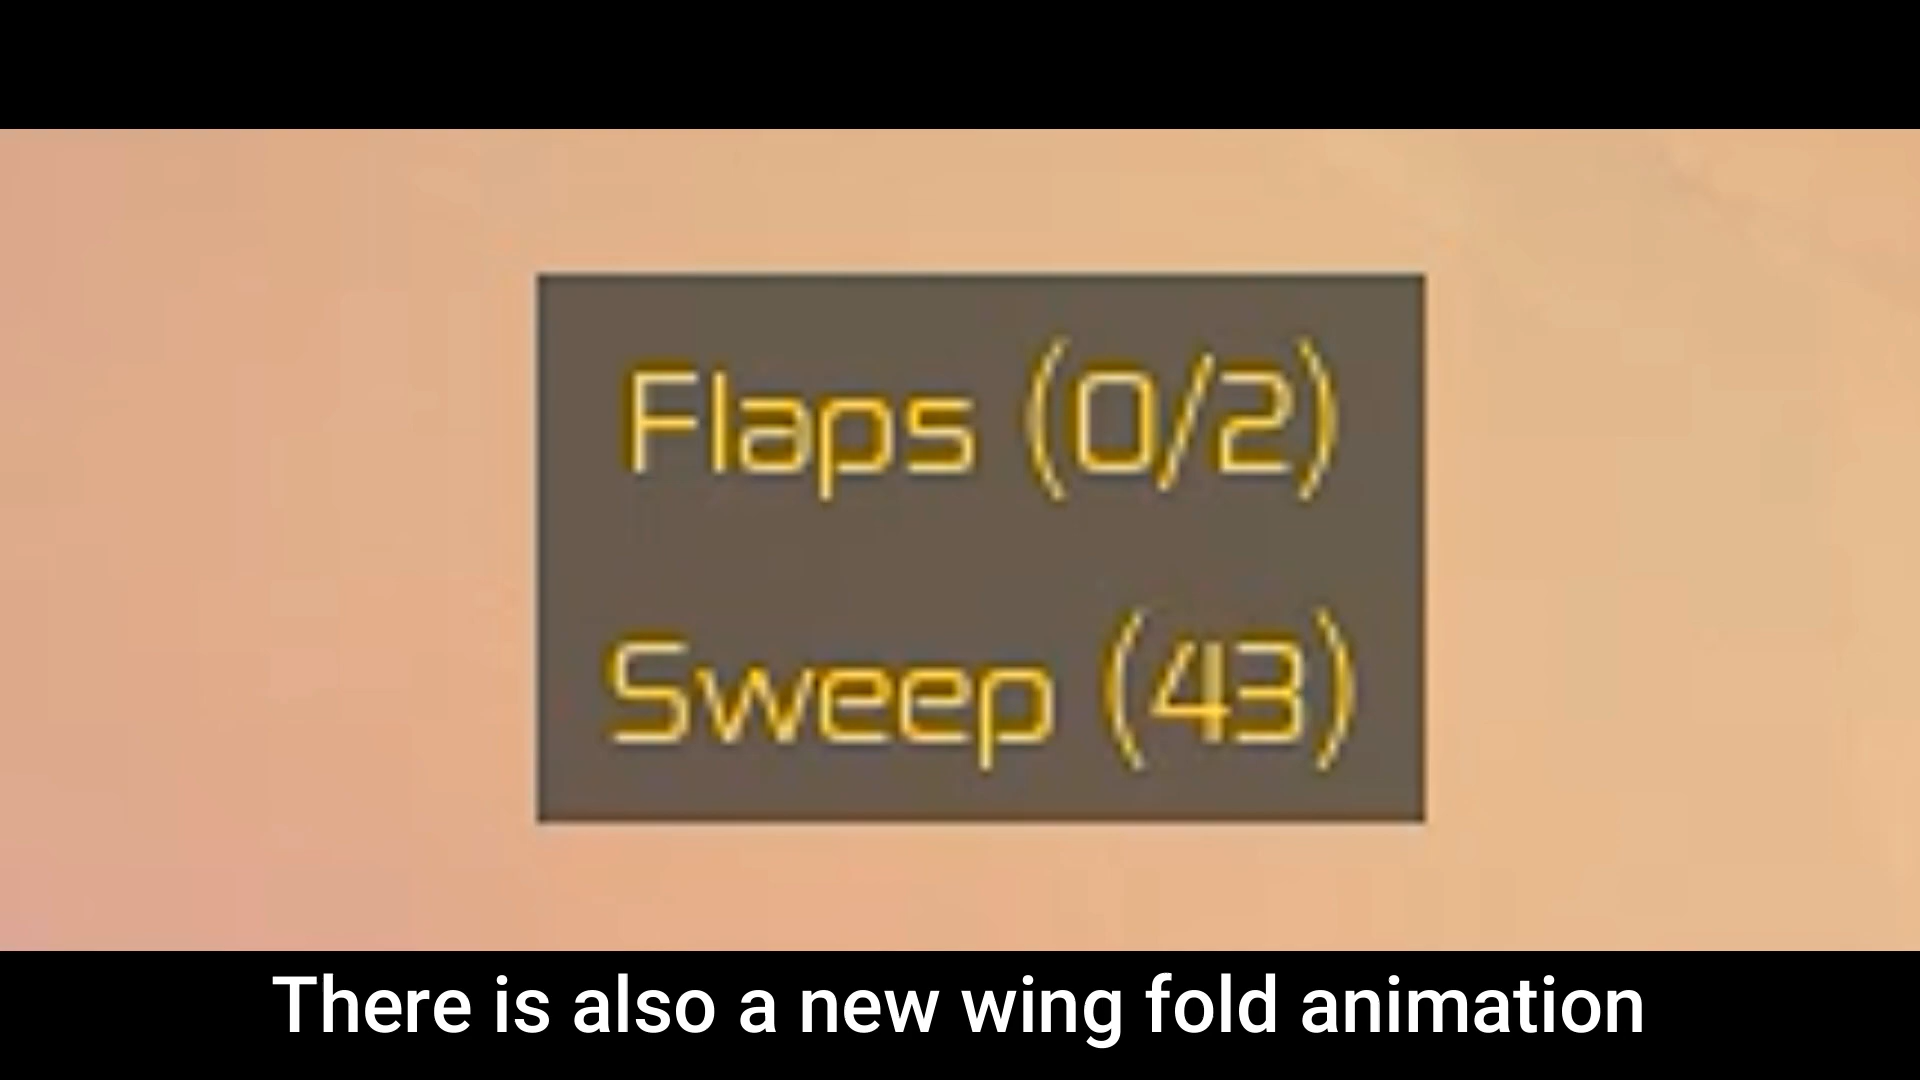 Flaps (0/2)
Sweep (43)
There is also a new wing fold animation